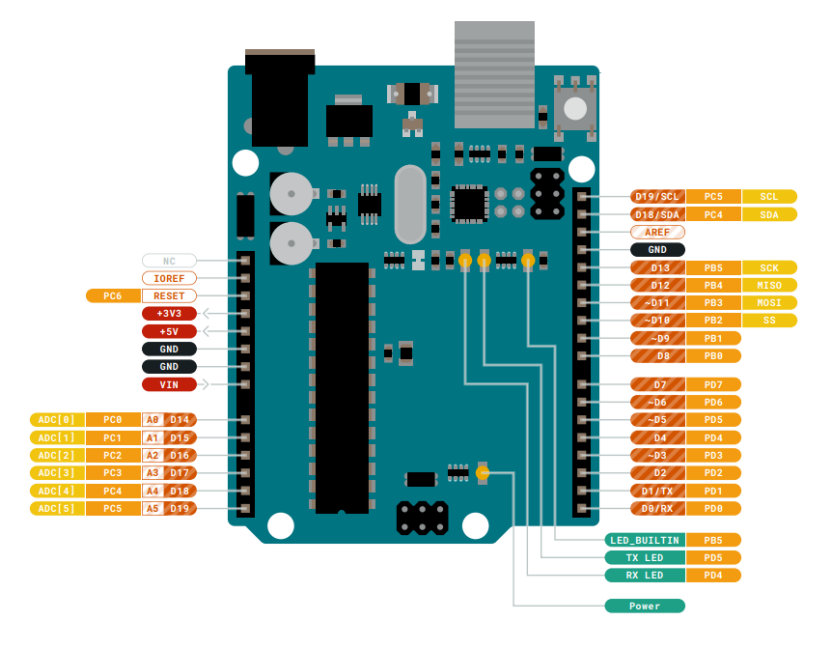 NC
IOREF
PC6 RESET
+3V3
+5V
GND
GND
VIN
ADC[0] PC0 A0 D14
ADC[1] PC1 A1 D15
ADC[2] PC2 A2 D16
ADC[3] PC3 A3 D17
ADC[4] PC4 A4 D18
ADC[5] PC5 A5 D19
D19/SCL PC5 SCL
D18/SDA PC4 SDA
AREF
GND
D13 PB5 SCK
D12 PB4 MISO
~D11 PB3 MOSI
~D10 PB2 SS
~D9 PB1
D8 PB0
D7 PD7
~D6 PD6
~D5 PD5
D4 PD4
~D3 PD3
D2 PD2
D1/TX PD1
D0/RX PD0
LED_BUILTIN PB5
TX LED PD5
RX LED PD4
Power